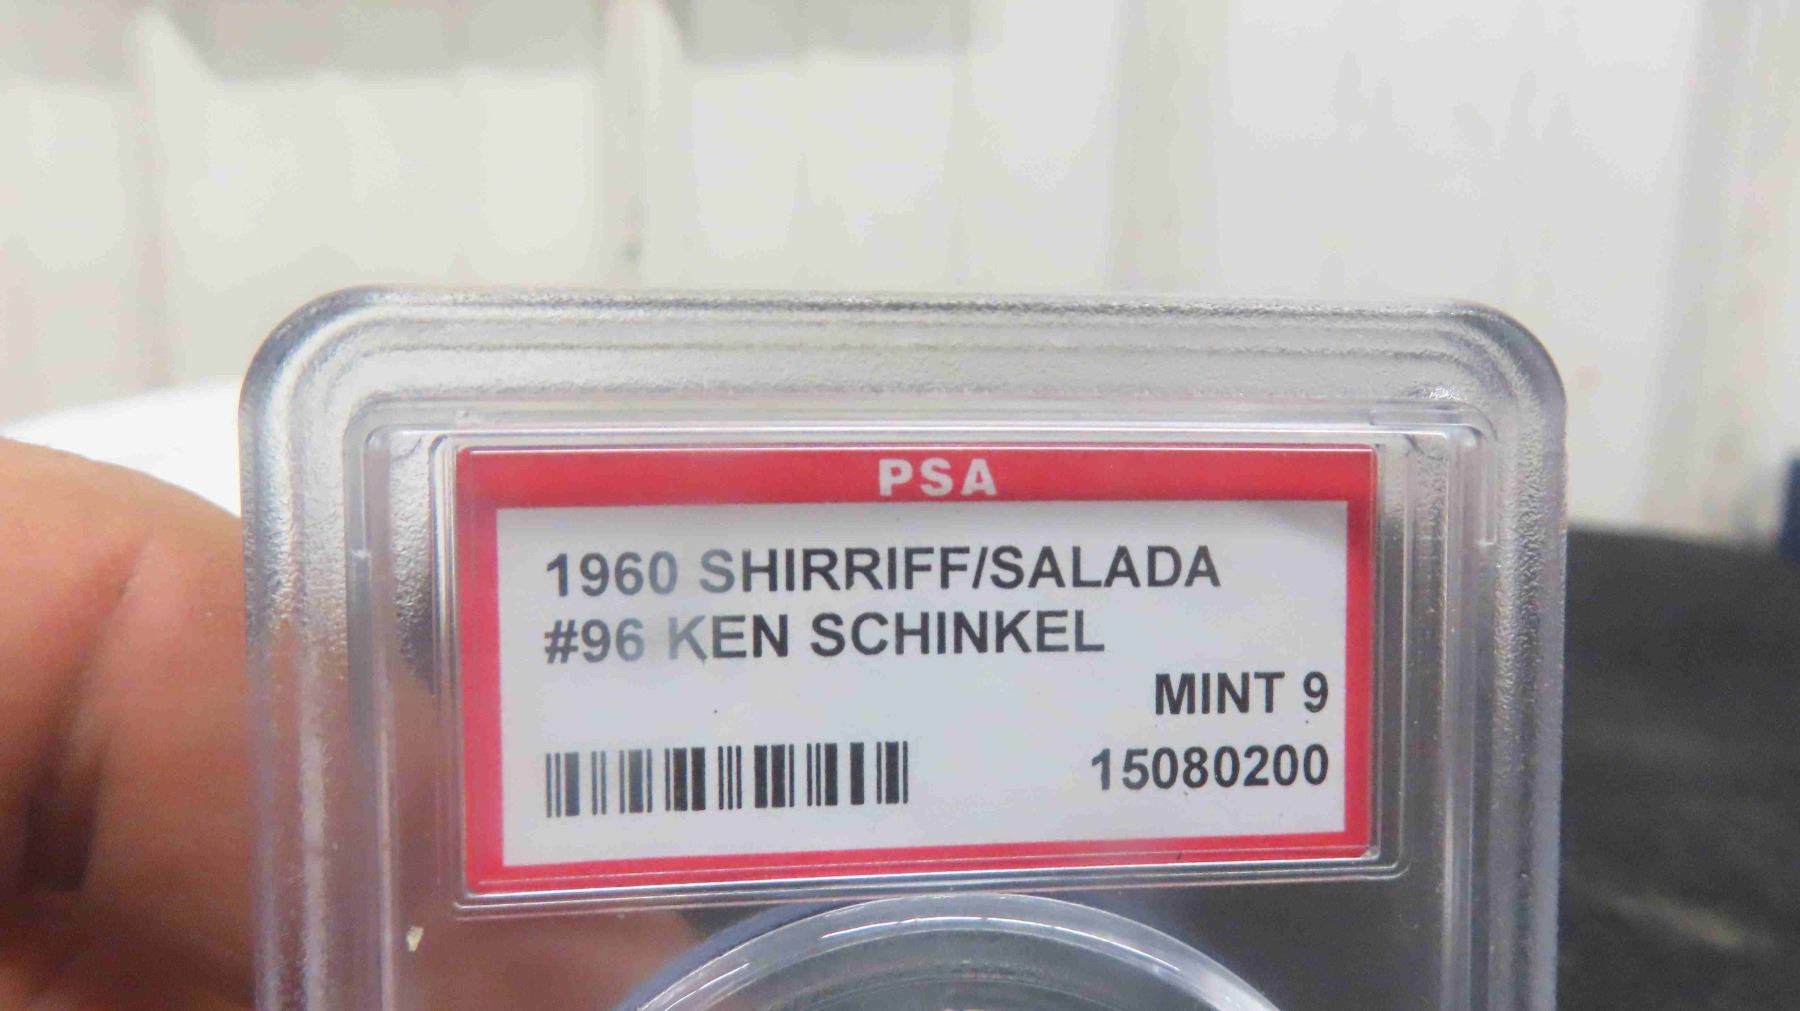 PSA
1960 SHIRRIFF/SALADA
#96 KEN SCHINKEL
MINT 9
15080200